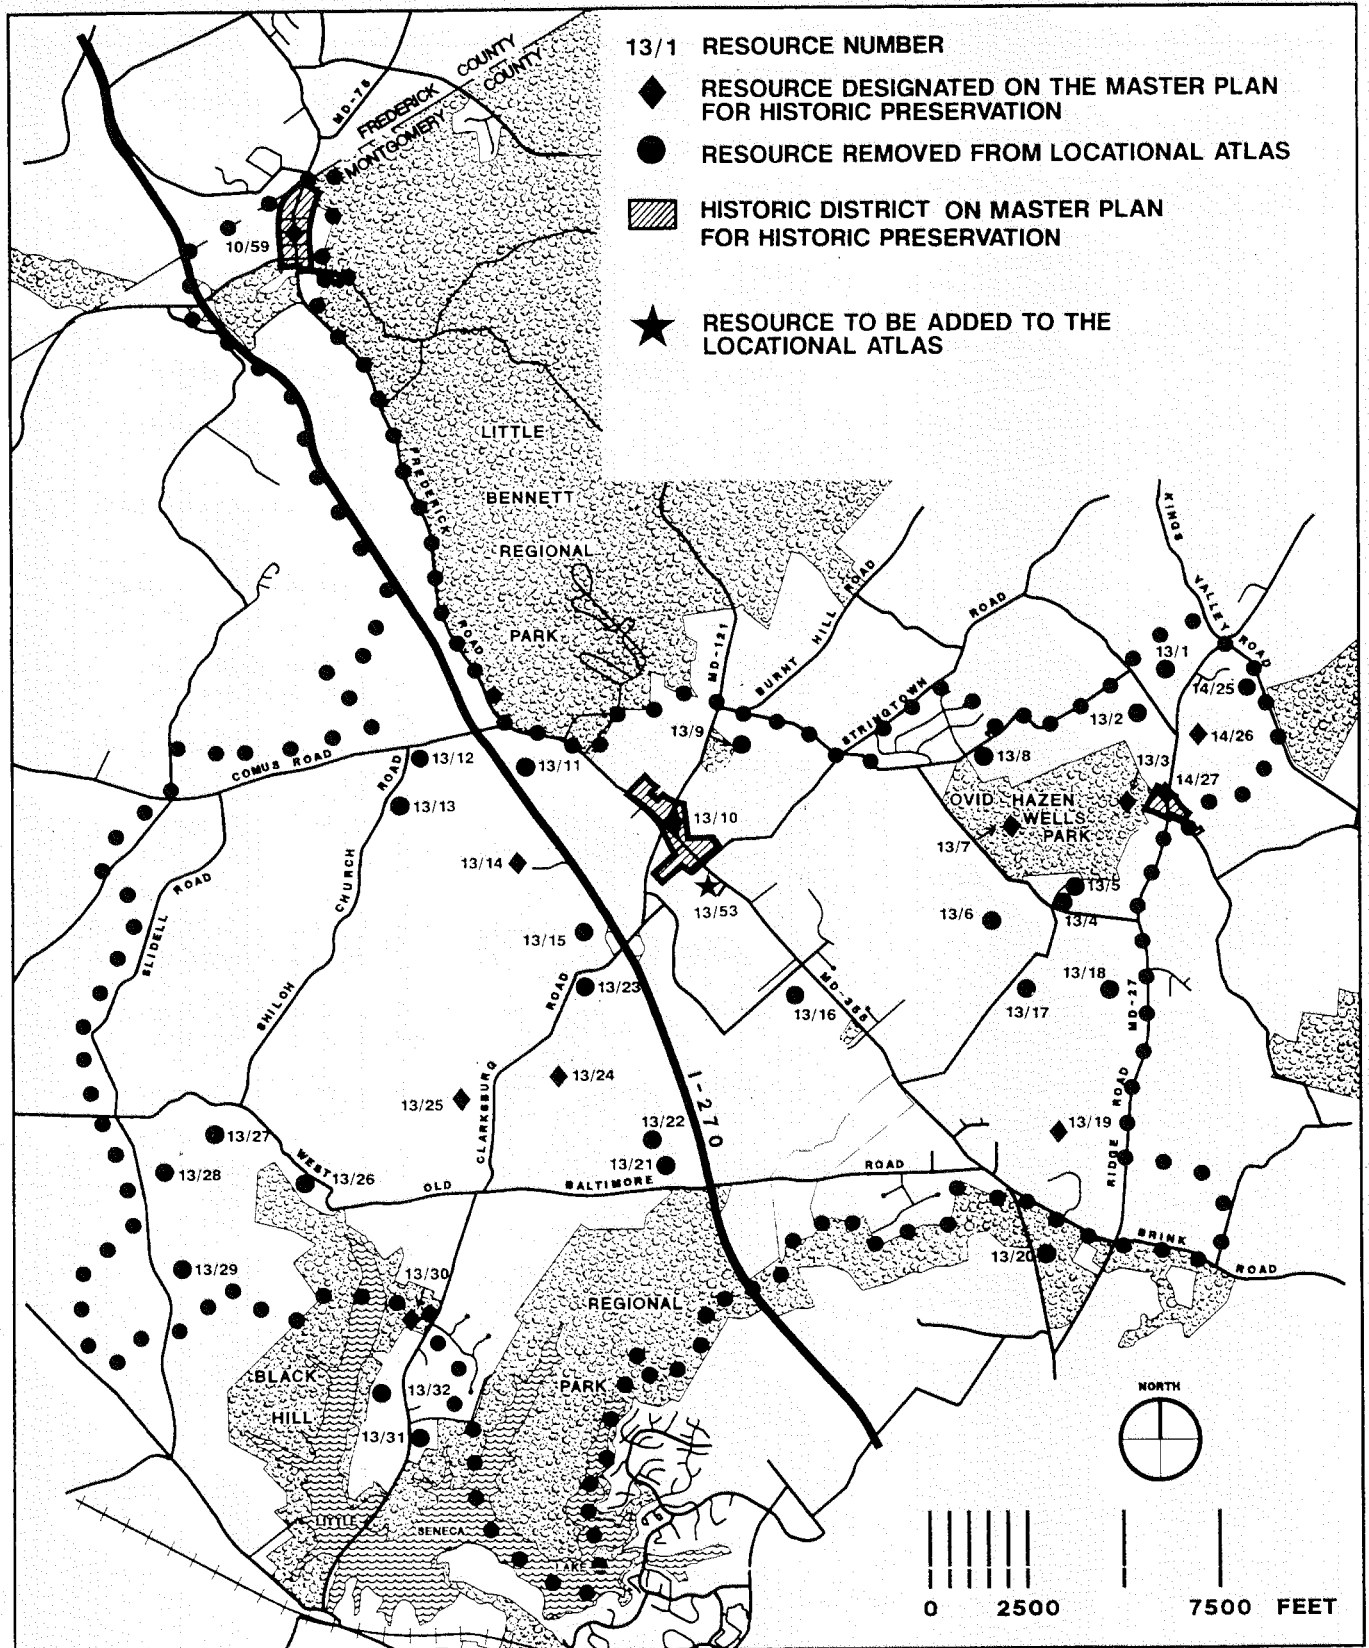 13/1 RESOURCE NUMBER
RESOURCE DESIGNATED ON THE MASTER PLAN
FOR HISTORIC PRESERVATION
RESOURCE REMOVED FROM LOCATIONAL ATLAS
HISTORIC DISTRICT ON MASTER PLAN
FOR HISTORIC PRESERVATION
RESOURCE TO BE ADDED TO THE
LOCATIONAL ATLAS
MD-75
FREDERICK COUNTY
MONTGOMERY COUNTY
10/59
LITTLE
BENNETT
REGIONAL
PARK
FREDERICK
ROAD
MD-121
BURNT HILL ROAD
STRINGTOWN
ROAD
KINGS
VALLEY
ROAD
13/1
14/25
13/2
14/26
13/9
13/8
13/3
14/27
COMUS ROAD
13/12
13/11
ROAD
13/13
OVID HAZEN
WELLS
PARK
13/10
13/7
13/14
13/5
13/53
13/6
13/4
SLIDELL
ROAD
CHURCH
SHILOH
13/15
13/23
ROAD
13/16
MD-355
13/18
13/17
MD-27
13/24
I-270
13/25
CLARKSBURG
13/22
13/21
13/19
ROAD
RIDGE
13/27
WEST
13/26
13/28
OLD
BALTIMORE
ROAD
13/29
13/20
BRINK
ROAD
13/30
REGIONAL
BLACK
PARK
13/32
HILL
13/31
NORTH
LITTLE
SENECA
LAKE
0 2500 7500 FEET